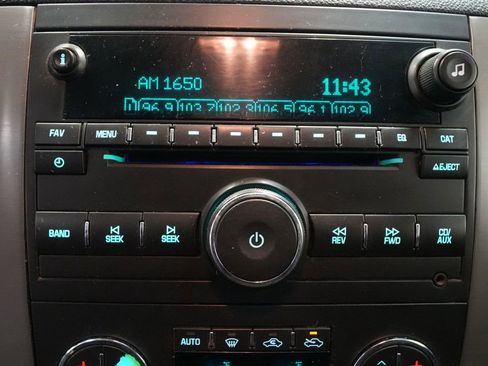 AM 1650 11:43
1 96.9 103.7 102.3 106.5 96.1 102.9
FAV MENU EQ CAT
EJECT
BAND SEEK SEEK REV FWD CD/AUX
AUTO